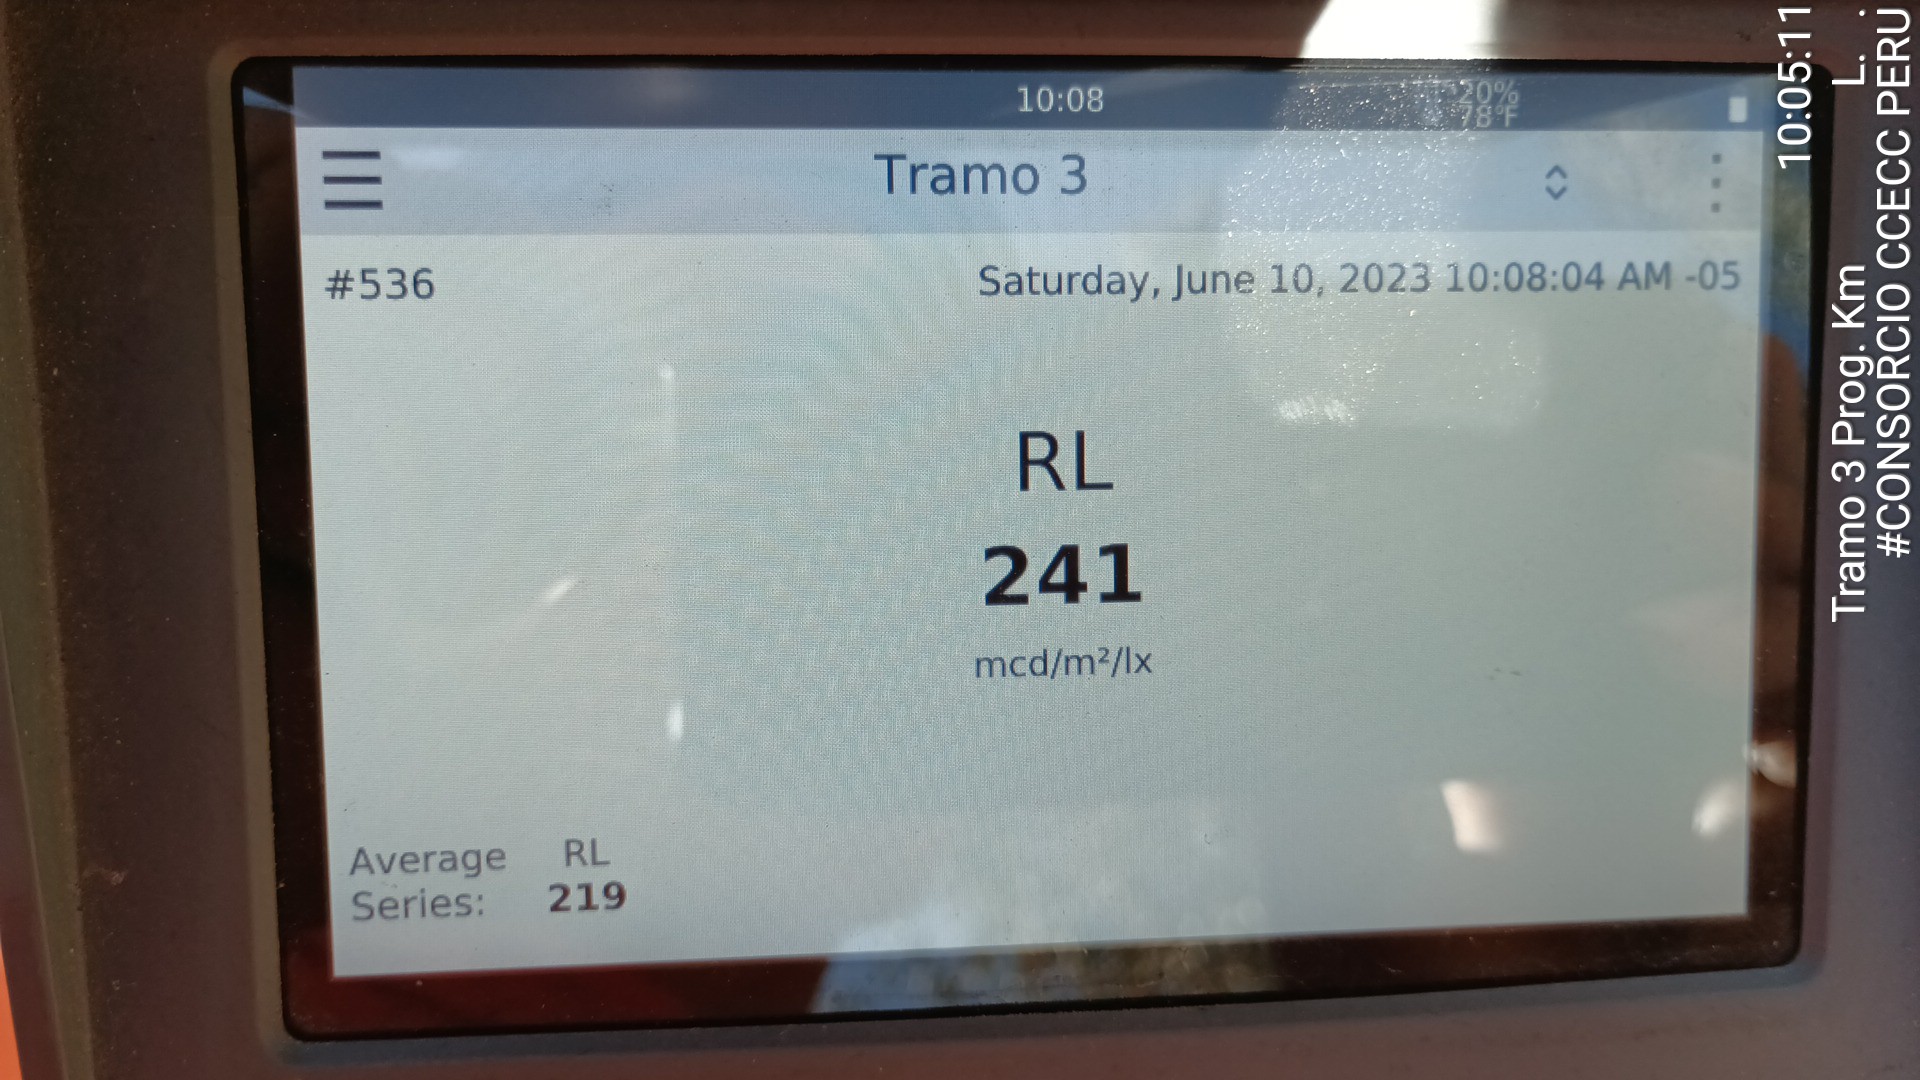 10:08
20%
78°F
Tramo 3
#536
Saturday, June 10, 2023 10:08:04 AM -05
RL
241
mcd/m²/lx
Average RL
Series: 219
10:05:11
Tramo 3 Prog. Km L. .
#CONSORCIO CCECC PERU